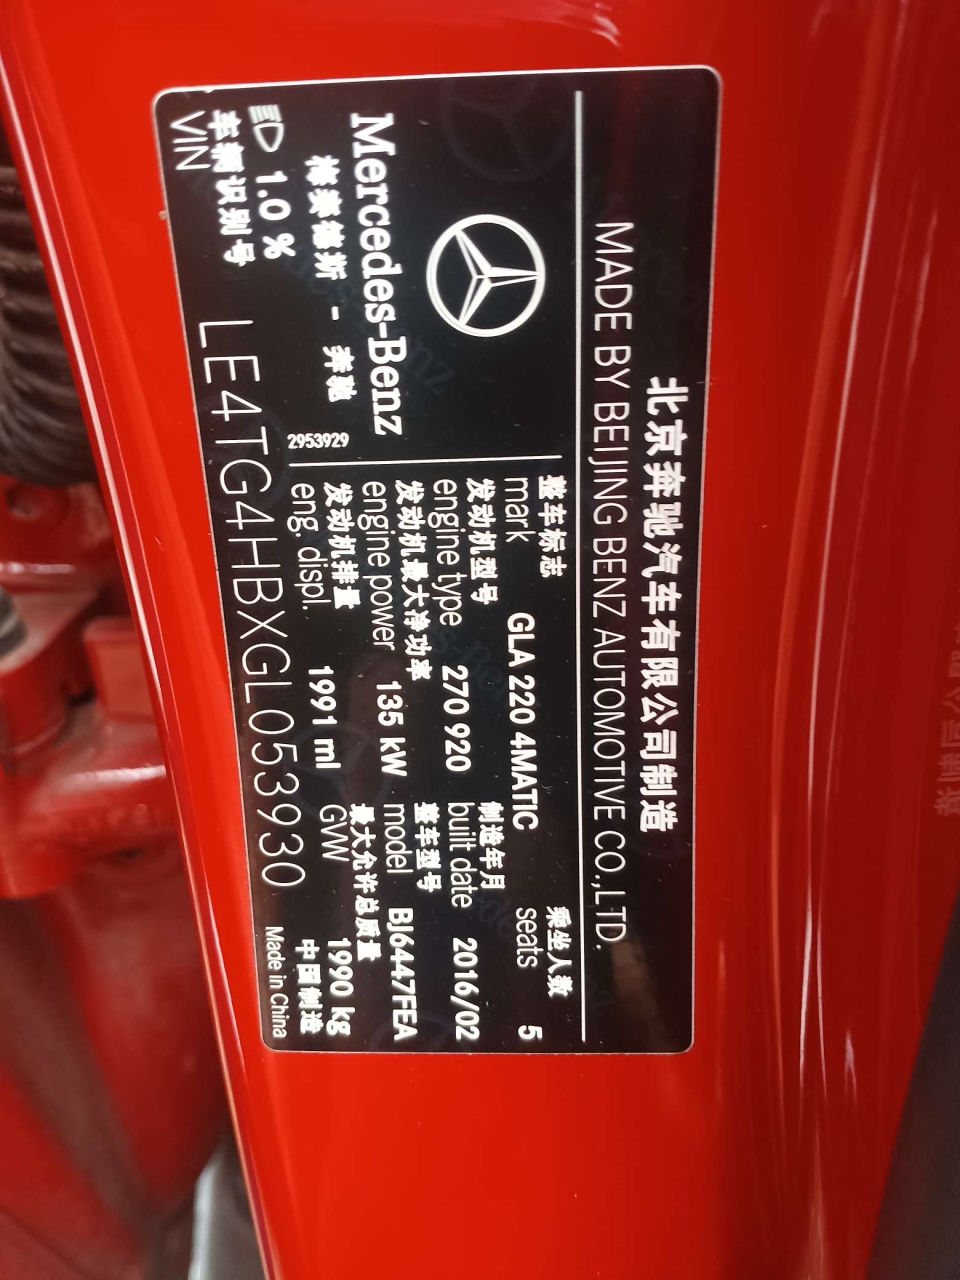 北京奔驰汽车有限公司制造
MADE BY BEIJING BENZ AUTOMOTIVE CO.,LTD.
Mercedes-Benz
梅赛德斯 - 奔驰
1.0 %
2953929
整车标志
mark GLA 220 4MATIC
乘坐人数
seats 5
发动机型号
engine type 270 920
制造年月
built date 2016/02
发动机最大净功率
engine power 135 kW
整车型号
model BJ6447FEA
发动机排量
eng. displ. 1991 ml
最大允许总质量
GVW 1990 kg
车辆识别号
VIN LE4TG4HBXGL053930
中国制造
Made in China